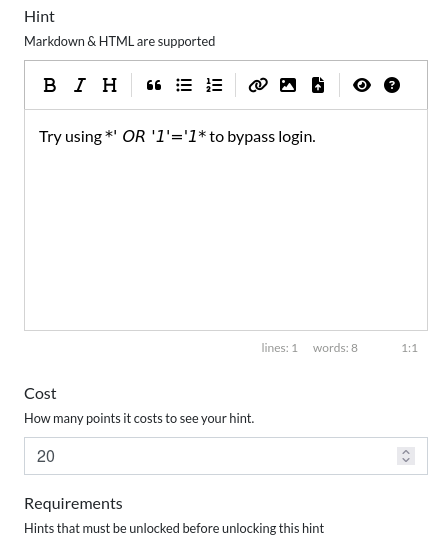 Hint
Markdown & HTML are supported
B I H
Try using *' OR '1'='1* to bypass login.
lines: 1 words: 8 1:1
Cost
How many points it costs to see your hint.
20
Requirements
Hints that must be unlocked before unlocking this hint